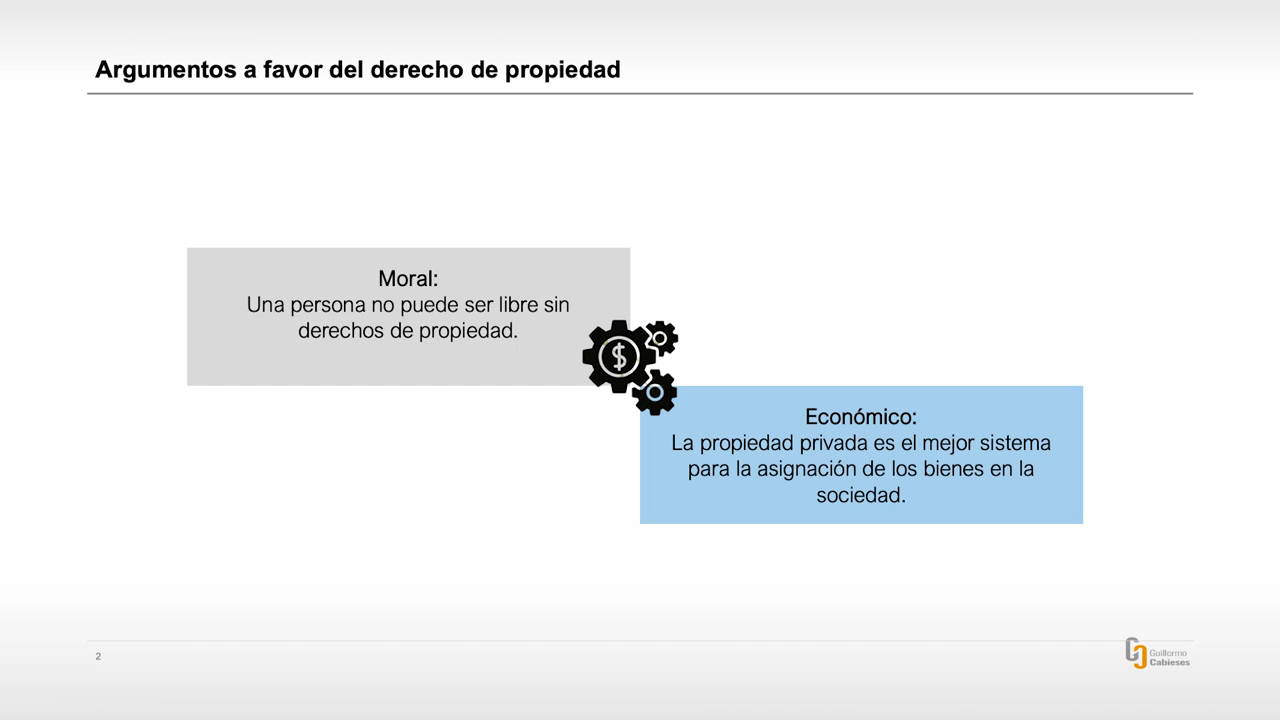 Argumentos a favor del derecho de propiedad
Moral:
Una persona no puede ser libre sin
derechos de propiedad.
$
Económico:
La propiedad privada es el mejor sistema
para la asignación de los bienes en la
sociedad.
2
Guillermo
Cabieses